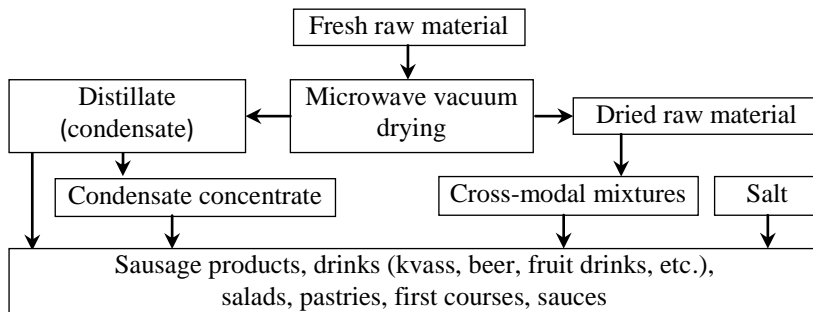 Fresh raw material
Distillate
(condensate)
Microwave vacuum
drying
Dried raw material
Condensate concentrate
Cross-modal mixtures
Salt
Sausage products, drinks (kvass, beer, fruit drinks, etc.),
salads, pastries, first courses, sauces